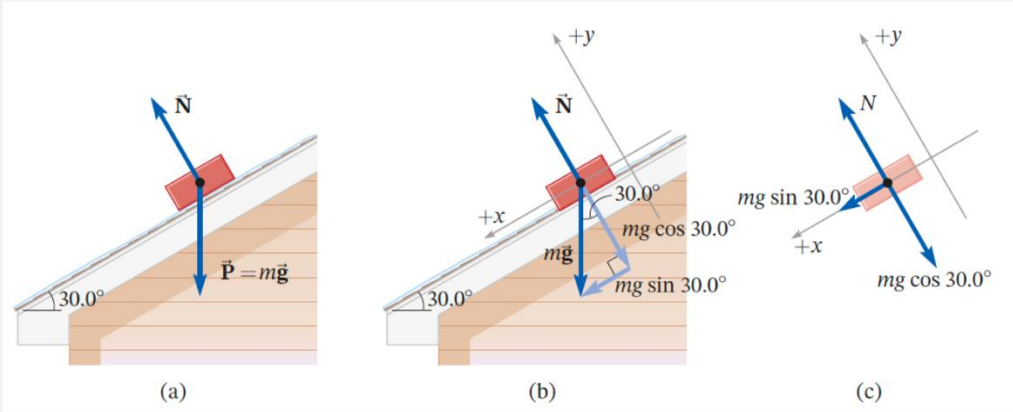 N⃗
P⃗ = mg⃗
30.0°
(a)
+y
N⃗
30.0°
+x
mg cos 30.0°
mg⃗
mg sin 30.0°
30.0°
(b)
+y
N
mg sin 30.0°
+x
mg cos 30.0°
(c)